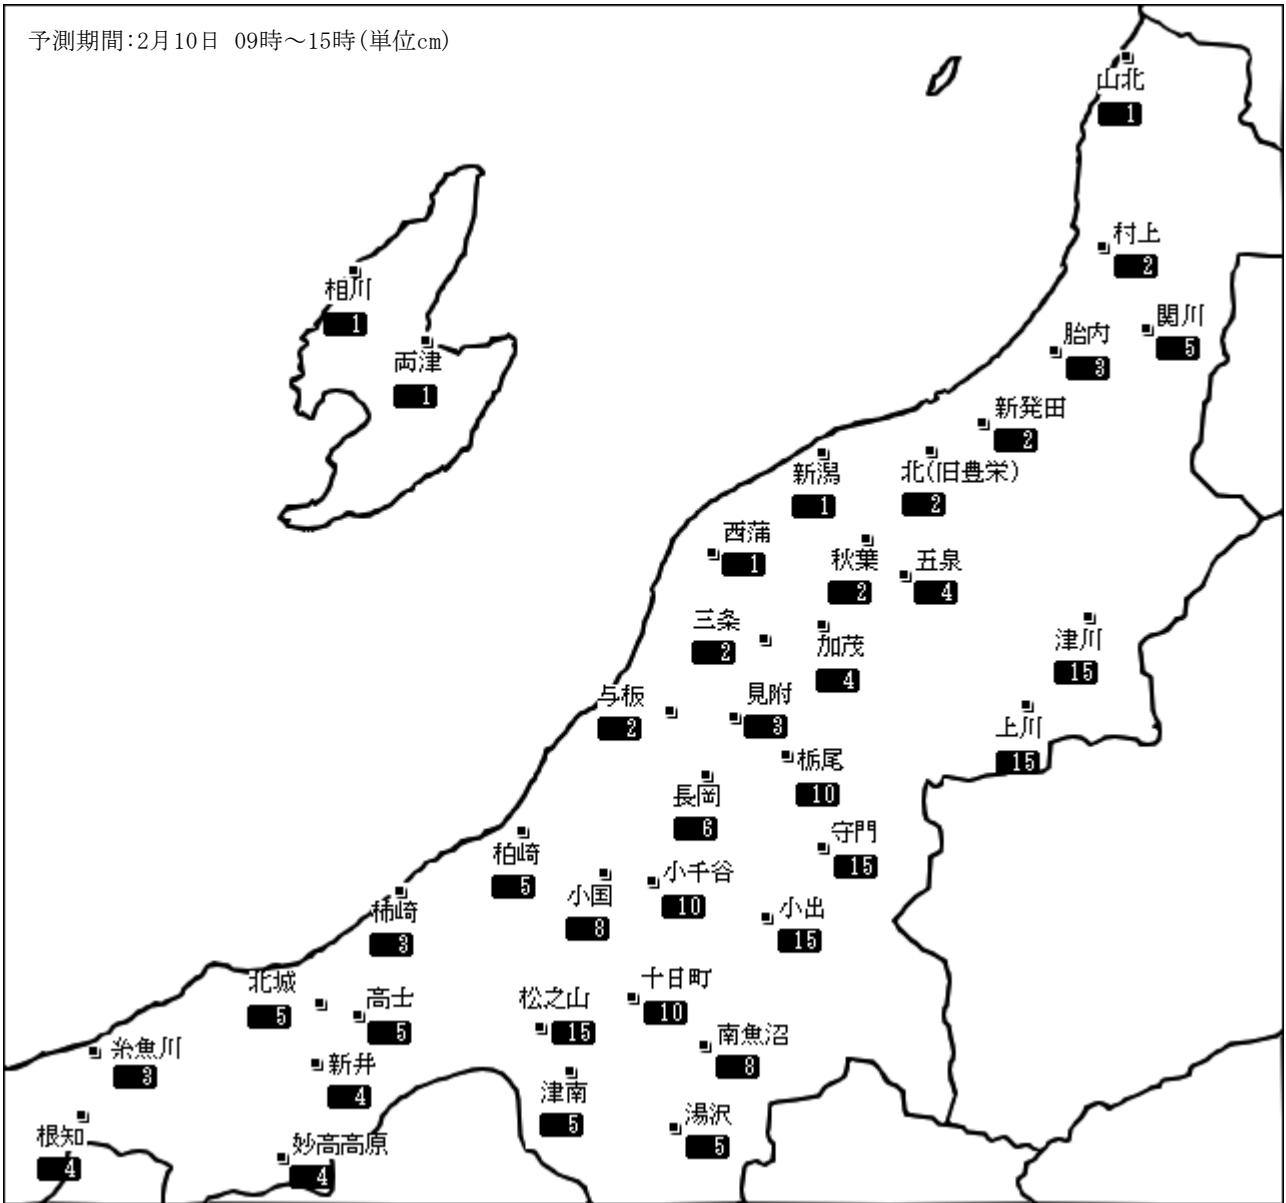 予測期間:2月10日 09時～15時(単位cm)
山北
1
村上
2
相川
1
関川
5
胎内
3
両津
1
新発田
2
新潟
1
北(旧豊栄)
2
西蒲
1
秋葉
2
五泉
4
三条
2
加茂
4
津川
15
与板
2
見附
3
上川
15
栃尾
10
長岡
6
守門
15
柏崎
5
小国
8
小千谷
10
柿崎
3
小出
15
北城
5
高士
5
松之山
15
十日町
10
糸魚川
3
新井
4
南魚沼
8
津南
5
湯沢
5
根知
4
妙高高原
4